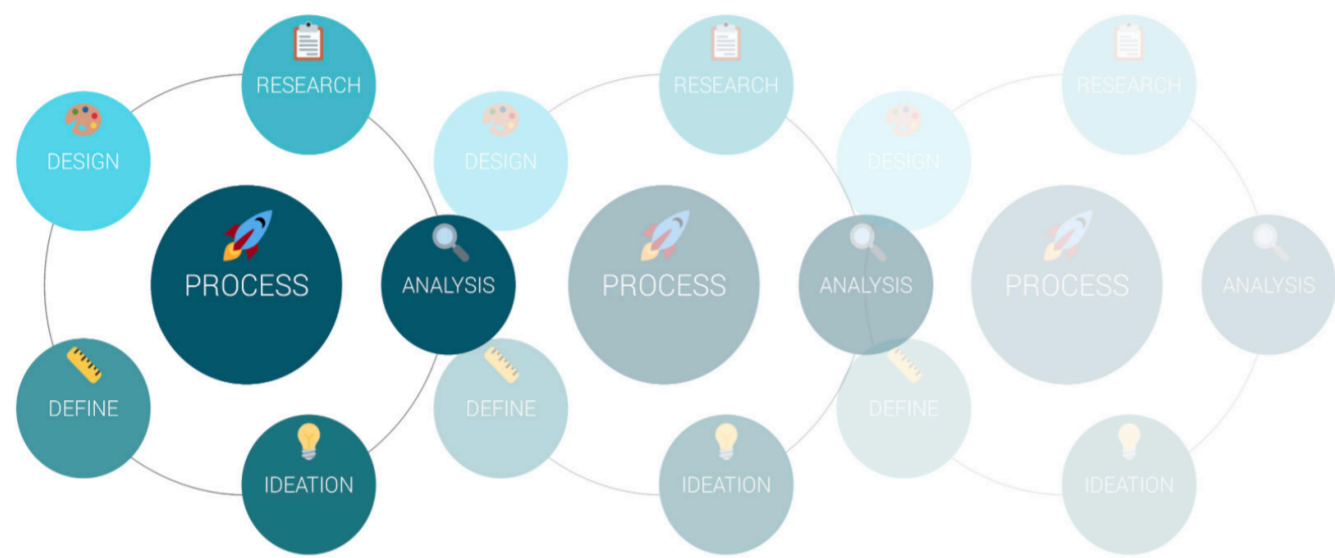 RESEARCH
DESIGN
PROCESS
ANALYSIS
DEFINE
IDEATION
RESEARCH
DESIGN
PROCESS
ANALYSIS
DEFINE
IDEATION
RESEARCH
DESIGN
PROCESS
ANALYSIS
DEFINE
IDEATION